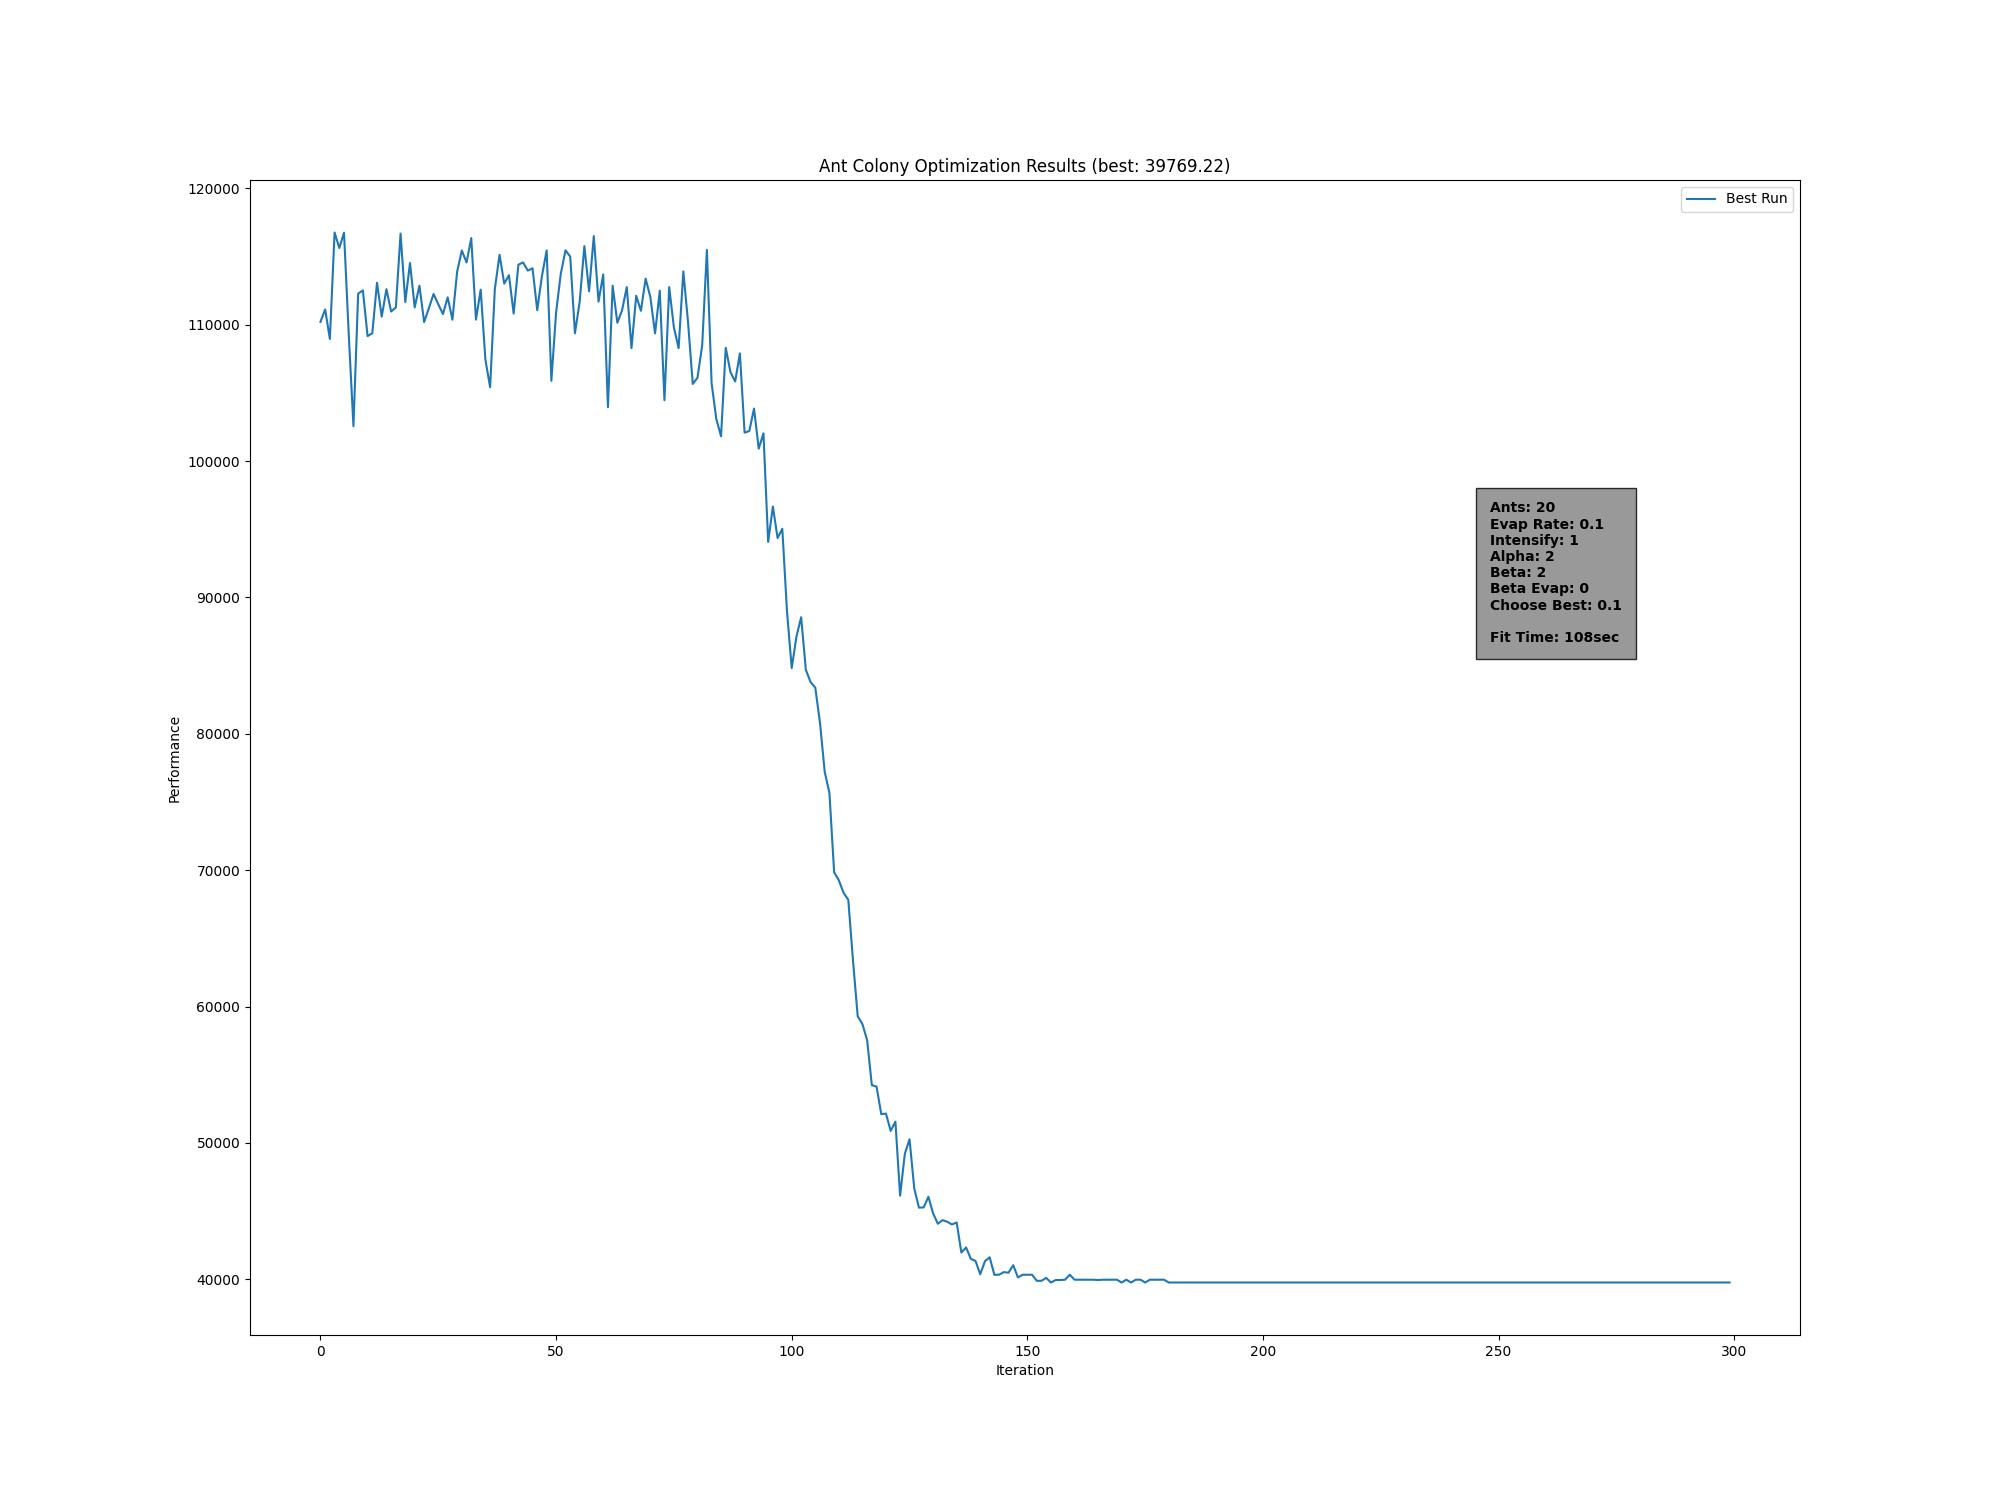 Ant Colony Optimization Results (best: 39769.22)
Best Run
120000
110000
100000
90000
80000
70000
60000
50000
40000
Performance
Ants: 20
Evap Rate: 0.1
Intensify: 1
Alpha: 2
Beta: 2
Beta Evap: 0
Choose Best: 0.1
Fit Time: 108sec
0 50 100 150 200 250 300
Iteration